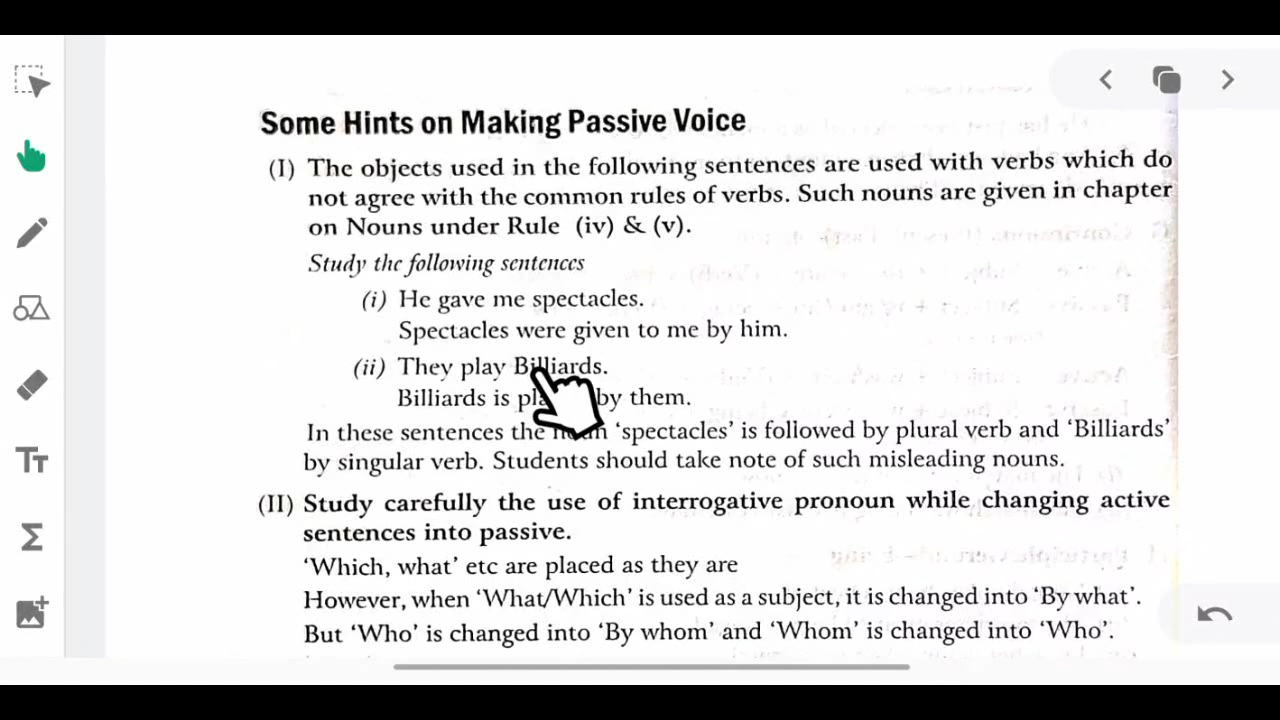 Some Hints on Making Passive Voice
(I) The objects used in the following sentences are used with verbs which do
not agree with the common rules of verbs. Such nouns are given in chapter
on Nouns under Rule (iv) & (v).
Study the following sentences
(i) He gave me spectacles.
Spectacles were given to me by him.
(ii) They play Billiards.
Billiards is by them.
In these sentences the 'spectacles' is followed by plural verb and 'Billiards'
by singular verb. Students should take note of such misleading nouns.
(II) Study carefully the use of interrogative pronoun while changing active
sentences into passive.
'Which, what' etc are placed as they are
However, when 'What/Which' is used as a subject, it is changed into 'By what'.
But 'Who' is changed into 'By whom' and 'Whom' is changed into 'Who'.
Tт
Σ